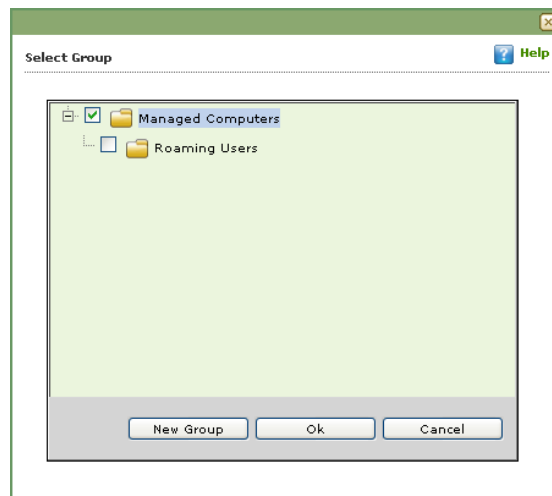 Select Group
Help
Managed Computers
Roaming Users
New Group Ok Cancel